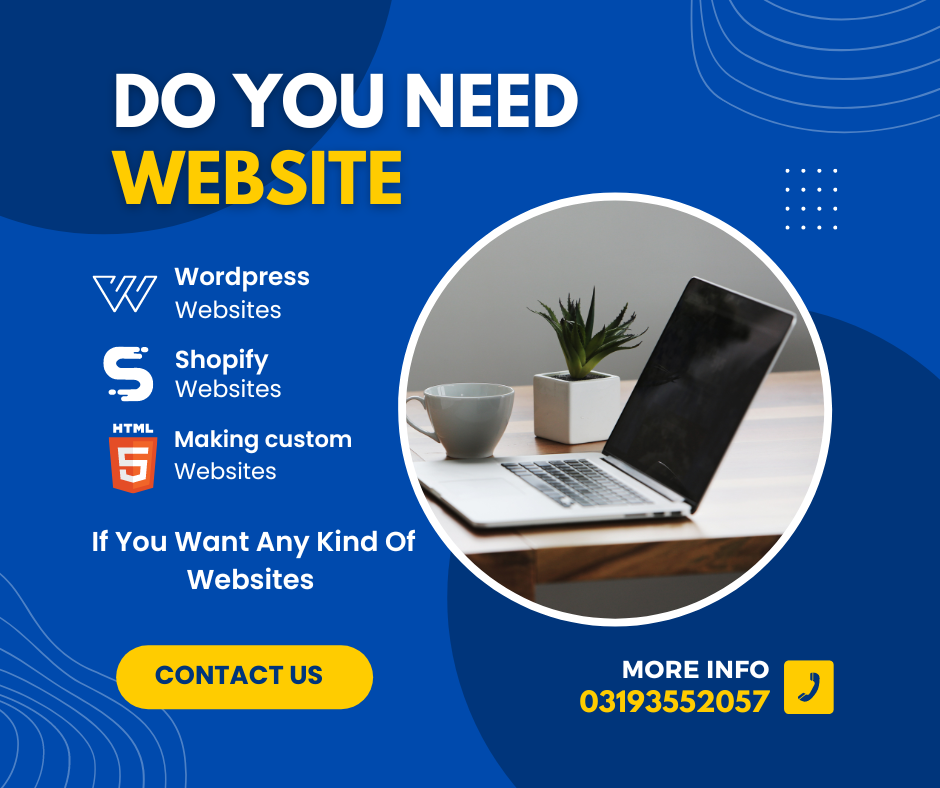 DO YOU NEED
WEBSITE
Wordpress
Websites
Shopify
Websites
HTML
5
Making custom
Websites
If You Want Any Kind Of
Websites
CONTACT US
MORE INFO
03193552057